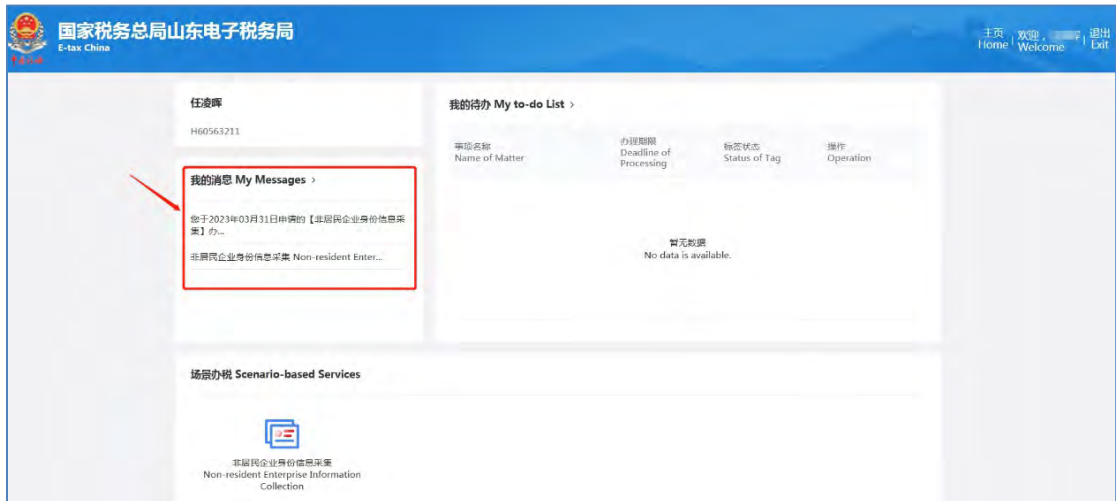 国家税务总局山东电子税务局
E-tax China
主页 | 欢迎， | 退出
Home | Welcome | Exit
任凌晖
H60563211
我的消息 My Messages >
您于2023年03月31日申请的【非居民企业身份信息采
集】办...
非居民企业身份信息采集 Non-resident Enter...
我的待办 My to-do List >
事项名称
Name of Matter
办理期限
Deadline of
Processing
标签状态
Status of Tag
操作
Operation
暂无数据
No data is available.
场景办税 Scenario-based Services
非居民企业身份信息采集
Non-resident Enterprise Information
Collection